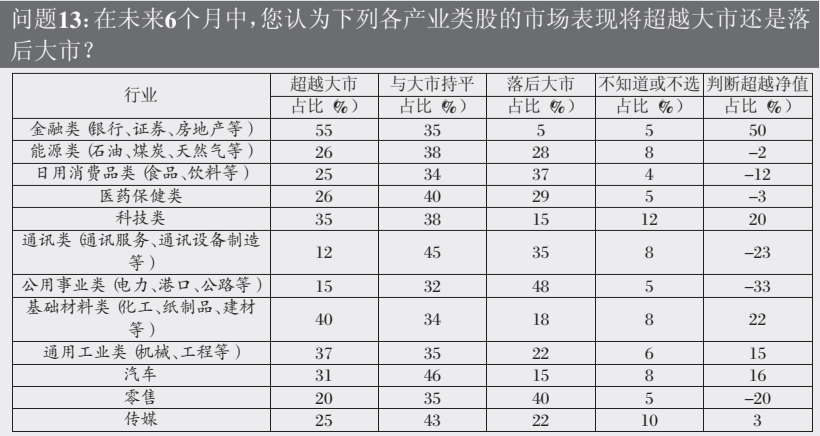 问题13:在未来6个月中,您认为下列各产业类股的市场表现将超越大市还是落
后大市?
行业 超越大市 与大市持平 落后大市 不知道或不选 判断超越净值
占比(%) 占比(%) 占比(%) 占比(%) 占比(%)
金融类(银行、证券、房地产等) 55 35 5 5 50
能源类(石油、煤炭、天然气等) 26 38 28 8 –2
日用消费品类(食品、饮料等) 25 34 37 4 –12
医药保健类 26 40 29 5 –3
科技类 35 38 15 12 20
通讯类(通讯服务、通讯设备制造
等) 12 45 35 8 –23
公用事业类(电力、港口、公路等) 15 32 48 5 –33
基础材料类(化工、纸制品、建材
等) 40 34 18 8 22
通用工业类(机械、工程等) 37 35 22 6 15
汽车 31 46 15 8 16
零售 20 35 40 5 –20
传媒 25 43 22 10 3